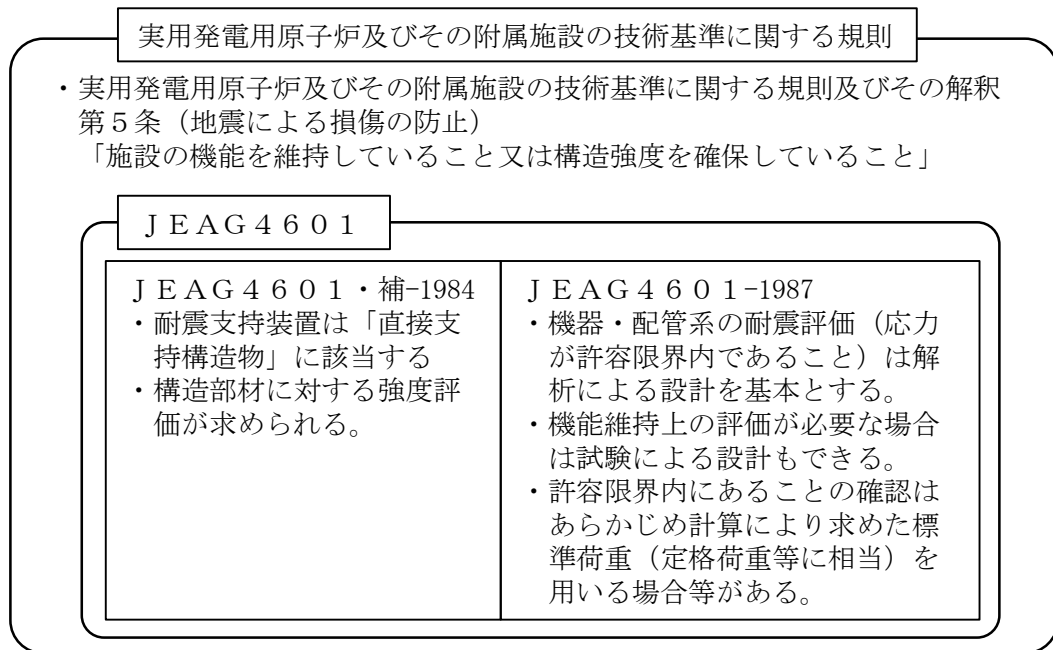 実用発電用原子炉及びその附属施設の技術基準に関する規則
・実用発電用原子炉及びその附属施設の技術基準に関する規則及びその解釈
第５条（地震による損傷の防止）
「施設の機能を維持していること又は構造強度を確保していること」
ＪＥＡＧ４６０１
ＪＥＡＧ４６０１・補-1984
・耐震支持装置は「直接支
持構造物」に該当する
・構造部材に対する強度評
価が求められる。
ＪＥＡＧ４６０１-1987
・機器・配管系の耐震評価（応力
が許容限界内であること）は解
析による設計を基本とする。
・機能維持上の評価が必要な場合
は試験による設計もできる。
・許容限界内にあることの確認は
あらかじめ計算により求めた標
準荷重（定格荷重等に相当）を
用いる場合等がある。